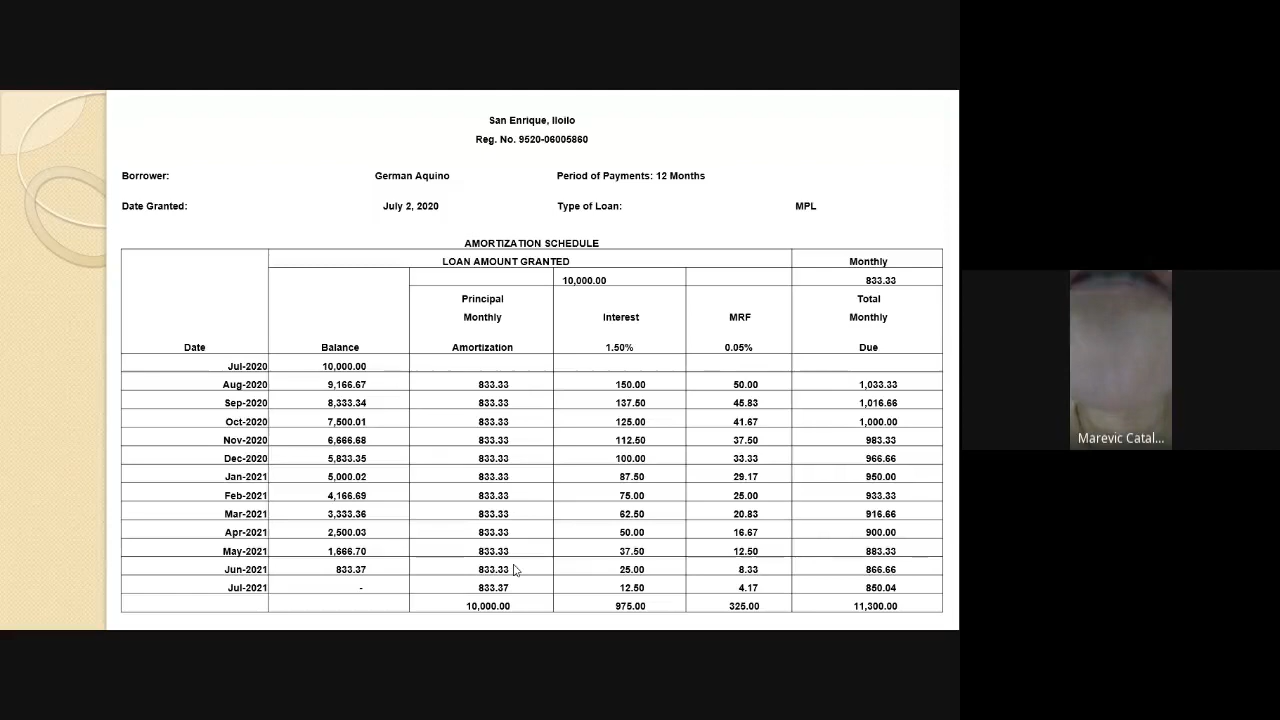 San Enrique, Iloilo
Reg. No. 9520-06005860
Borrower: German Aquino Period of Payments: 12 Months
Date Granted: July 2, 2020 Type of Loan: MPL
AMORTIZATION SCHEDULE
LOAN AMOUNT GRANTED Monthly
10,000.00 833.33
Principal Total
Monthly Interest MRF Monthly
Date Balance Amortization 1.50% 0.05% Due
Jul-2020 10,000.00
Aug-2020 9,166.67 833.33 150.00 50.00 1,033.33
Sep-2020 8,333.34 833.33 137.50 45.83 1,016.66
Oct-2020 7,500.01 833.33 125.00 41.67 1,000.00
Nov-2020 6,666.68 833.33 112.50 37.50 983.33
Dec-2020 5,833.35 833.33 100.00 33.33 966.66
Jan-2021 5,000.02 833.33 87.50 29.17 950.00
Feb-2021 4,166.69 833.33 75.00 25.00 933.33
Mar-2021 3,333.36 833.33 62.50 20.83 916.66
Apr-2021 2,500.03 833.33 50.00 16.67 900.00
May-2021 1,666.70 833.33 37.50 12.50 883.33
Jun-2021 833.37 833.33 25.00 8.33 866.66
Jul-2021 - 833.37 12.50 4.17 850.04
10,000.00 975.00 325.00 11,300.00
Marevic Catal...